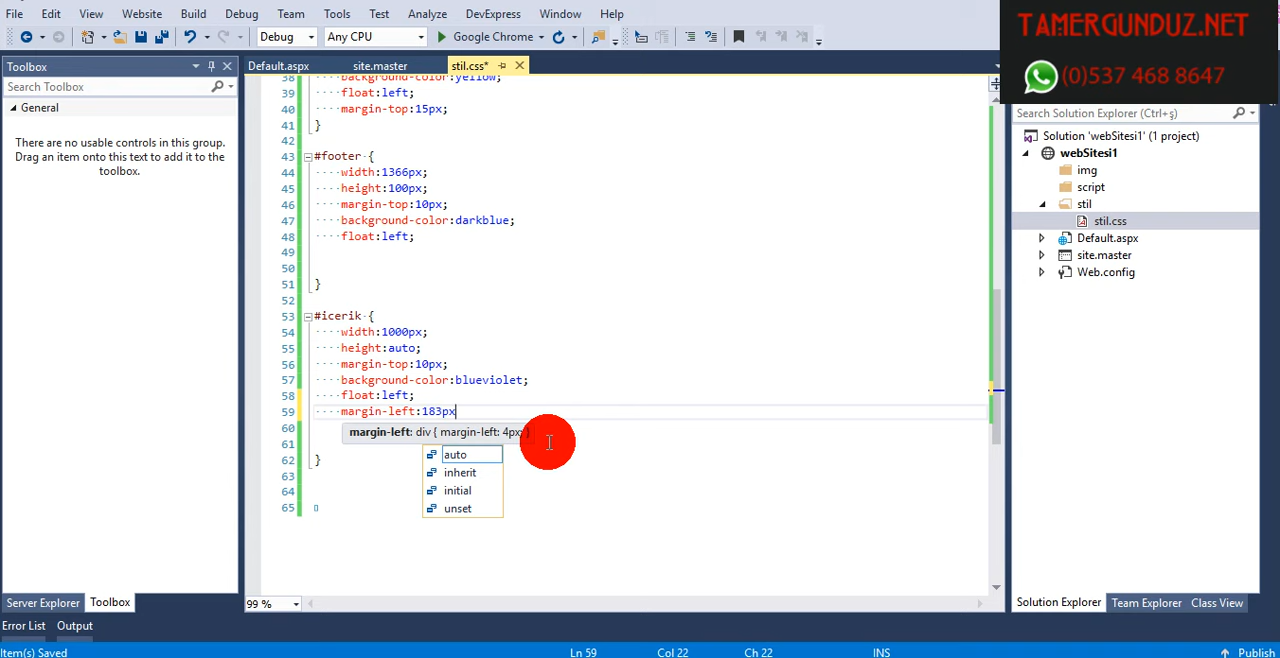 File Edit View Website Build Debug Team Tools Test Analyze DevExpress Window Help
TAMERGUNDUZ.NET
(0)537 468 8647
Debug Any CPU Google Chrome
Toolbox
Search Toolbox
General
There are no usable controls in this group.
Drag an item onto this text to add it to the
toolbox.
Default.aspx site.master stil.css*
38 background-color:yellow;
39 float:left;
40 margin-top:15px;
41 }
42
43 #footer {
44 width:1366px;
45 height:100px;
46 margin-top:10px;
47 background-color:darkblue;
48 float:left;
49
50
51 }
52
53 #icerik {
54 width:1000px;
55 height:auto;
56 margin-top:10px;
57 background-color:blueviolet;
58 float:left;
59 margin-left:183px
60 margin-left: div { margin-left: 4px; }
61 auto
62 }
inherit
63
64 initial
65 unset
99 %
Search Solution Explorer (Ctrl+ş)
Solution 'webSitesi1' (1 project)
webSitesi1
img
script
stil
stil.css
Default.aspx
site.master
Web.config
Server Explorer Toolbox
Solution Explorer Team Explorer Class View
Error List Output
Item(s) Saved Ln 59 Col 22 Ch 22 INS Publish